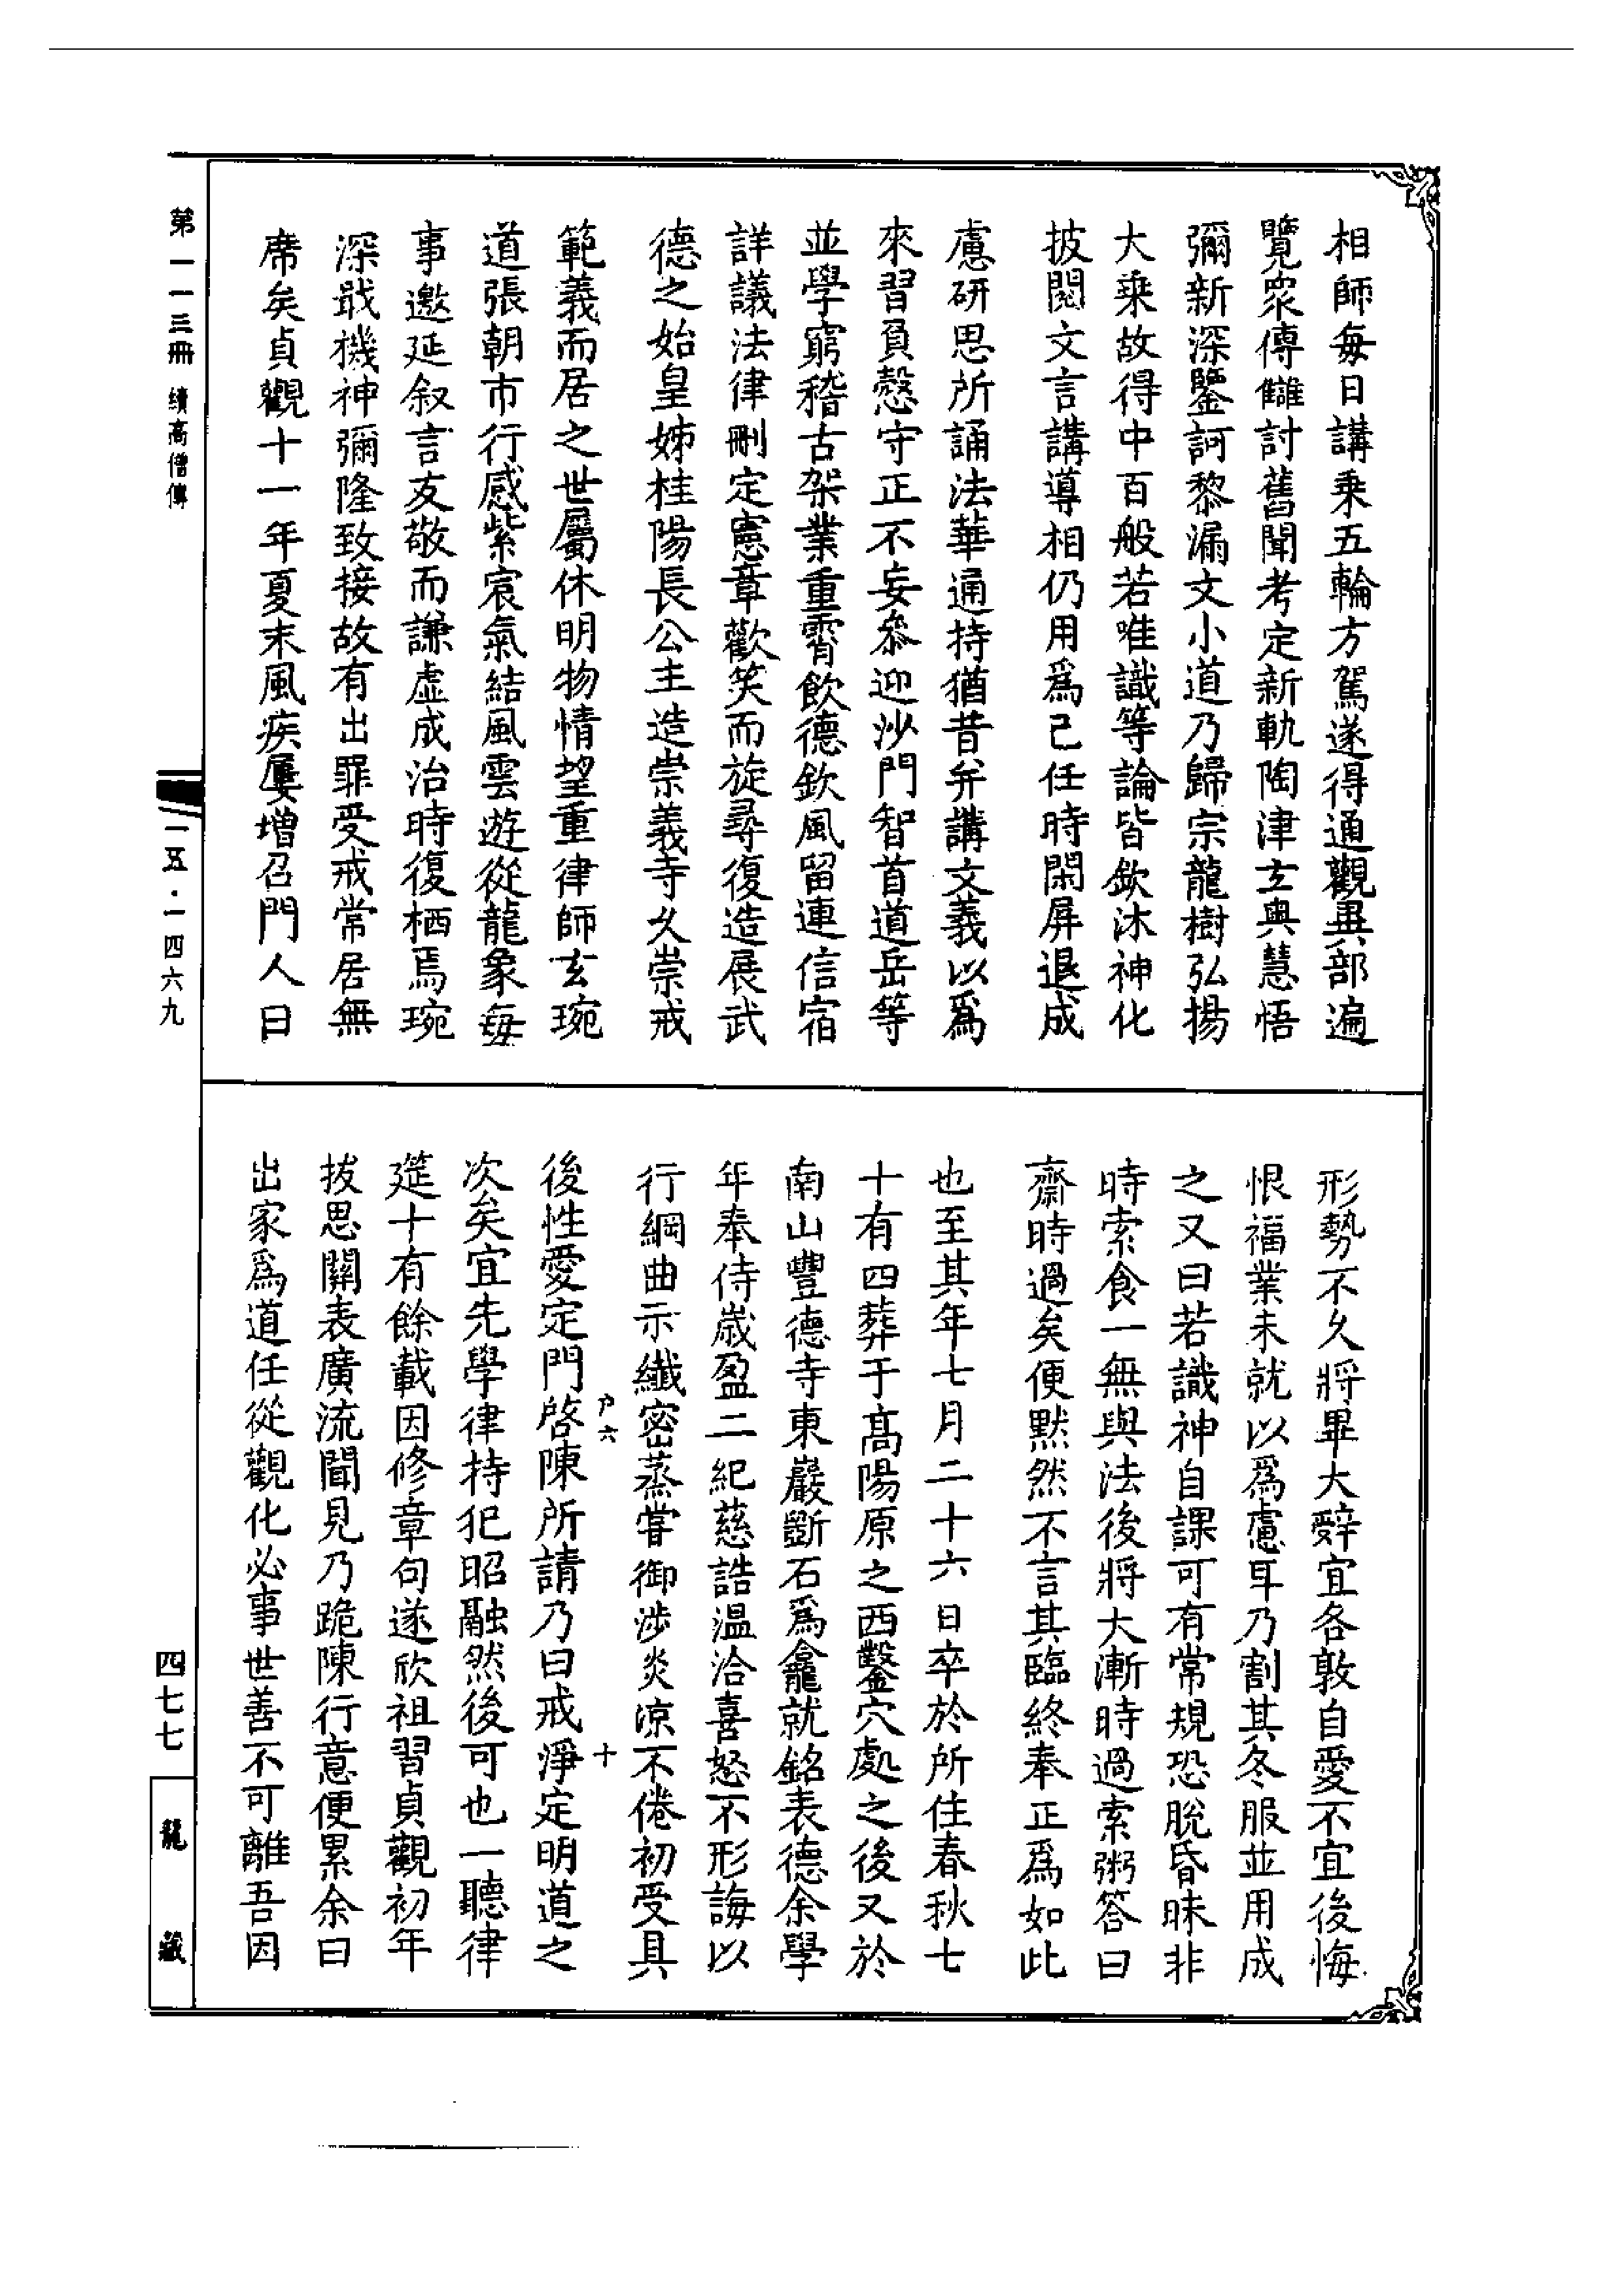 相師每日講乘五輪方駕遂得通觀異部遍
覽衆傳讎討舊聞考定新軌陶津玄奧慧悟
彌新深鑒訶黎漏文小道乃歸宗龍樹弘揚
大乘故得中百般若唯識等論皆欽沐神化
披閱文言講導相仍用爲己任時閑屏退成
慮研思所誦法華通持猶昔并講文義以爲
來習負愨守正不妄參迎沙門智首道岳等
並學窮稽古架業重霄飲德欽風留連信宿
詳議法律刪定憲章歡笑而旋尋復造展武
德之始皇姊桂陽長公主造崇義寺久崇戒
範義而居之世屬休明物情望重律師玄琬
道張朝市行感紫宸氣結風雲遊從龍象每
事邀延叙言友敬而謙虛成治時復栖焉琬
深戢機神彌隆致接故有出罪受戒常居無
席矣貞觀十一年夏末風疾屢增召門人曰
形勢不久將畢大辭宜各敦自愛不宜後悔
恨福業未就以爲慮耳乃割其冬服並用成
之又曰若識神自課可有常規恐脫昏昧非
時索食一無與法後將大漸時過索粥答曰
齋時過矣便默然不言其臨終奉正爲如此
也至其年七月二十六日卒於所住春秋七
十有四葬于高陽原之西鑿穴處之後又於
南山豐德寺東巖斷石爲龕就銘表德余學
年奉侍歲盈二紀慈誥溫洽喜怒不形誨以
行綱曲示纖密蒸嘗御涉炎涼不倦初受具
後性愛定門啓陳所請乃曰戒淨定明道之
次矣宜先學律持犯昭融然後可也一聽律
筵十有餘載因修章句遂欣祖習貞觀初年
拔思關表廣流聞見乃跪陳行意便累余曰
出家爲道任從觀化必事世善不可離吾因
户六
十
第一一三冊 續高僧傳
一五·一四六九
四七七
龍藏